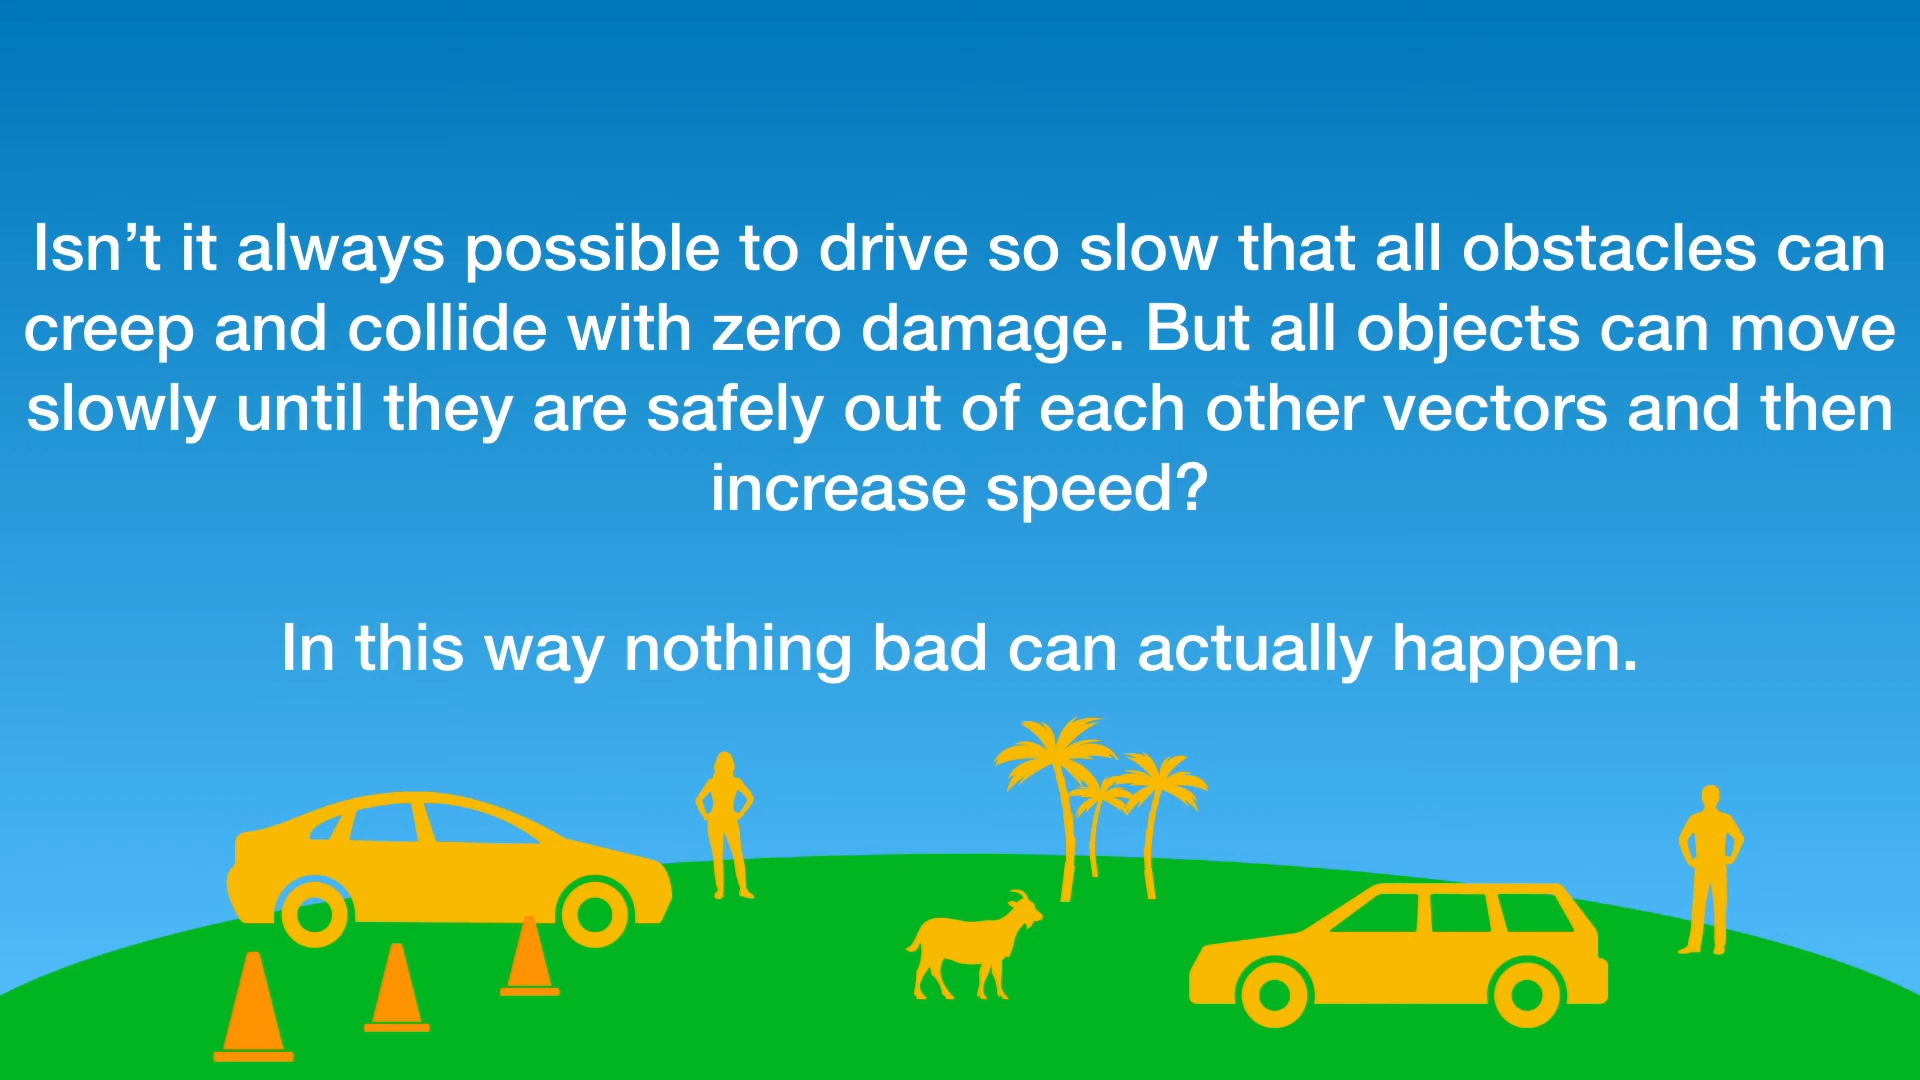 Isn’t it always possible to drive so slow that all obstacles can
creep and collide with zero damage. But all objects can move
slowly until they are safely out of each other vectors and then
increase speed?
In this way nothing bad can actually happen.